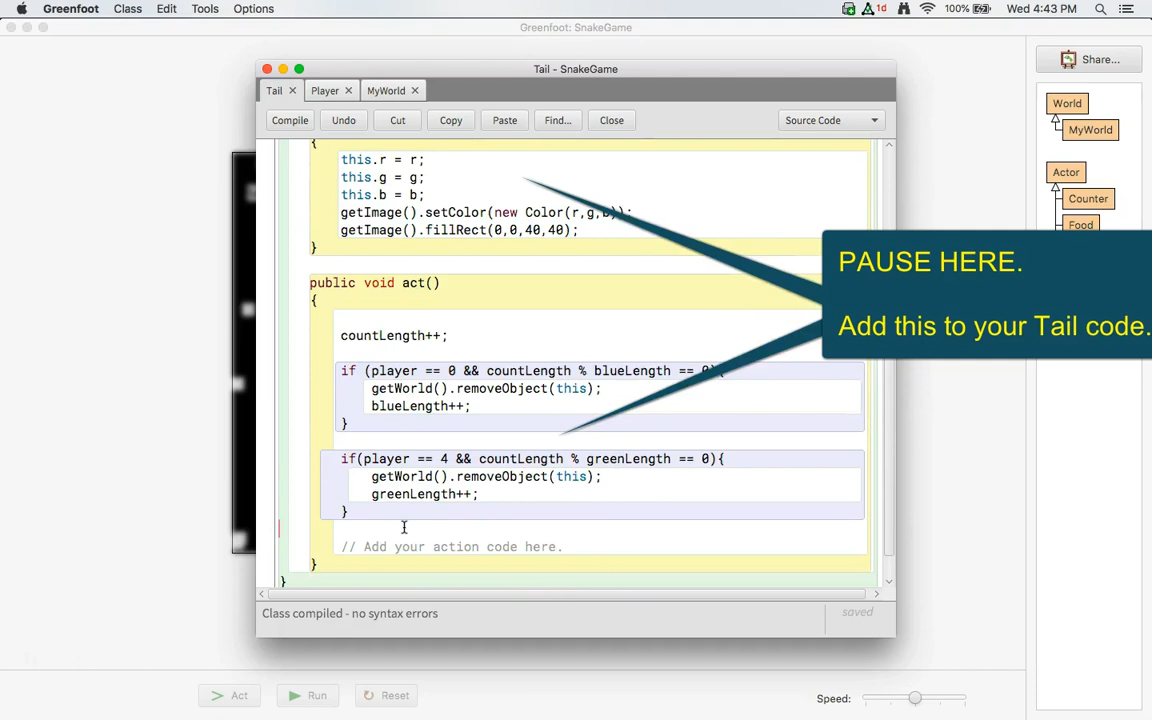 Greenfoot Class Edit Tools Options 1d 100% Wed 4:43 PM
Greenfoot: SnakeGame
Tail - SnakeGame
Tail Player MyWorld
Compile Undo Cut Copy Paste Find... Close Source Code
Share...
World
MyWorld
Actor
Counter
Food
{
this.r = r;
this.g = g;
this.b = b;
getImage().setColor(new Color(r,g,b));
getImage().fillRect(0,0,40,40);
}
public void act()
{
countLength++;
if (player == 0 && countLength % blueLength == 0){
getWorld().removeObject(this);
blueLength++;
}
if(player == 4 && countLength % greenLength == 0){
getWorld().removeObject(this);
greenLength++;
}
// Add your action code here.
}
}
PAUSE HERE.
Add this to your Tail code.
Class compiled - no syntax errors
saved
Act Run Reset Speed: